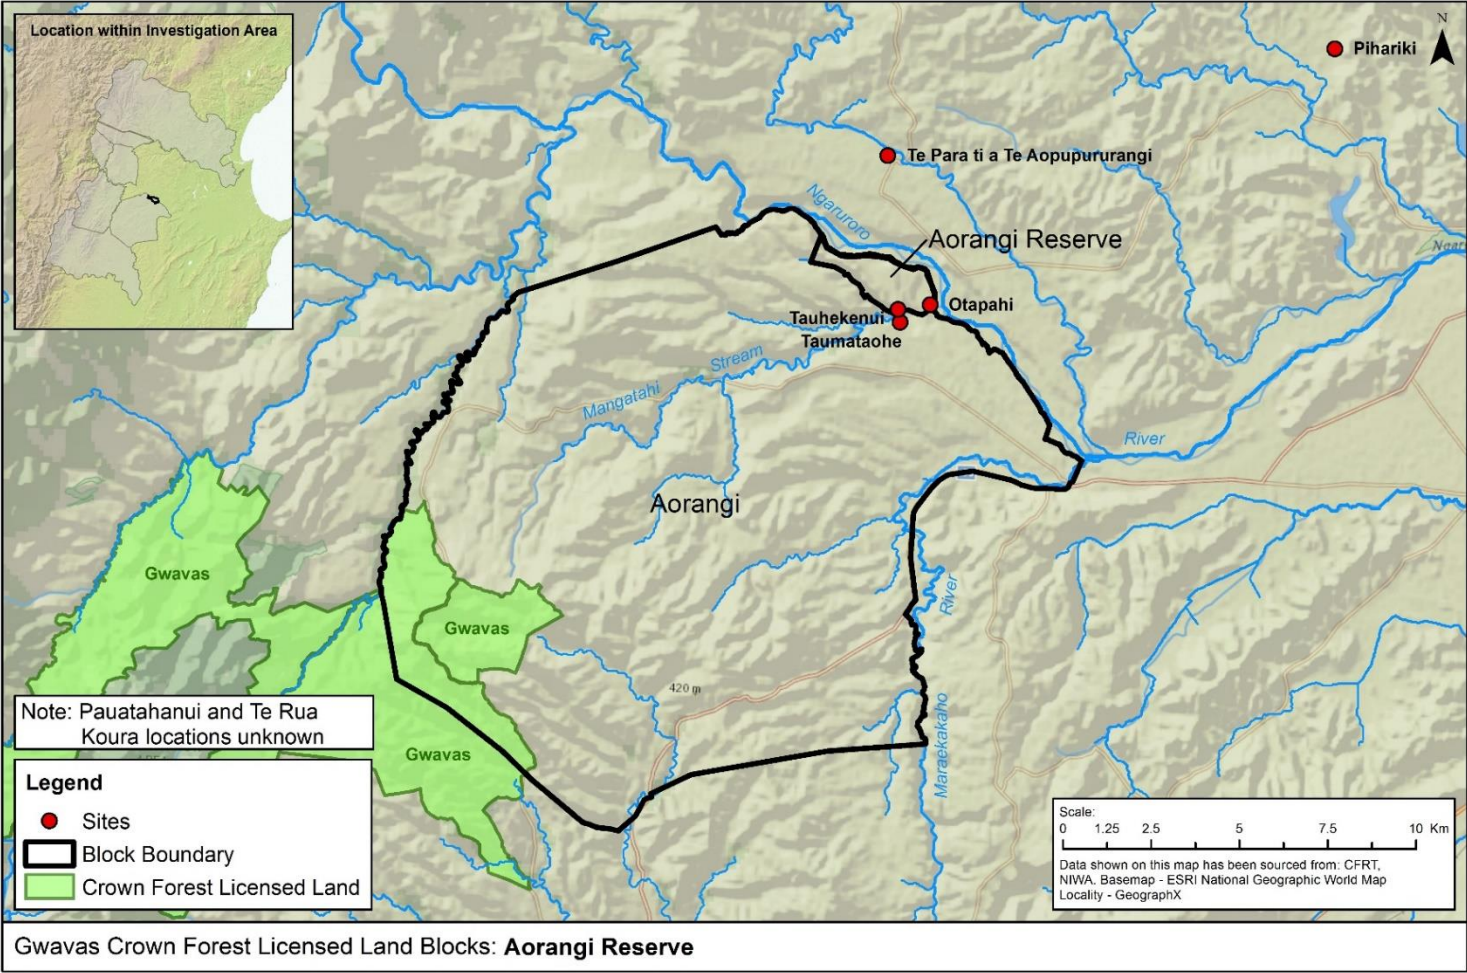 Location within Investigation Area
N
Pihariki
Te Para ti a Te Aopupururangi
Ngaruroro
Aorangi Reserve
Otapahi
Tauhekenui
Taumataohe
Mangatahi Stream
River
Aorangi
Gwavas
Gwavas
River
420 m
Maraekakaho
Gwavas
Note: Pauatahanui and Te Rua
Koura locations unknown
Legend
Sites
Block Boundary
Crown Forest Licensed Land
Scale:
0 1.25 2.5 5 7.5 10 Km
Data shown on this map has been sourced from: CFRT,
NIWA. Basemap - ESRI National Geographic World Map
Locality - GeographX
Gwavas Crown Forest Licensed Land Blocks: Aorangi Reserve